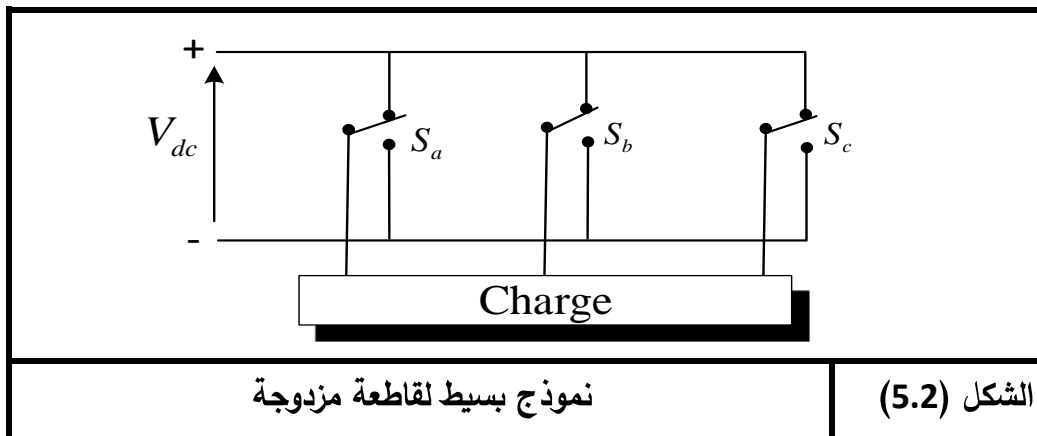 +
V_dc
S_a
S_b
S_c
-
Charge
الشكل (5.2)
نموذج بسيط لقاطعة مزدوجة